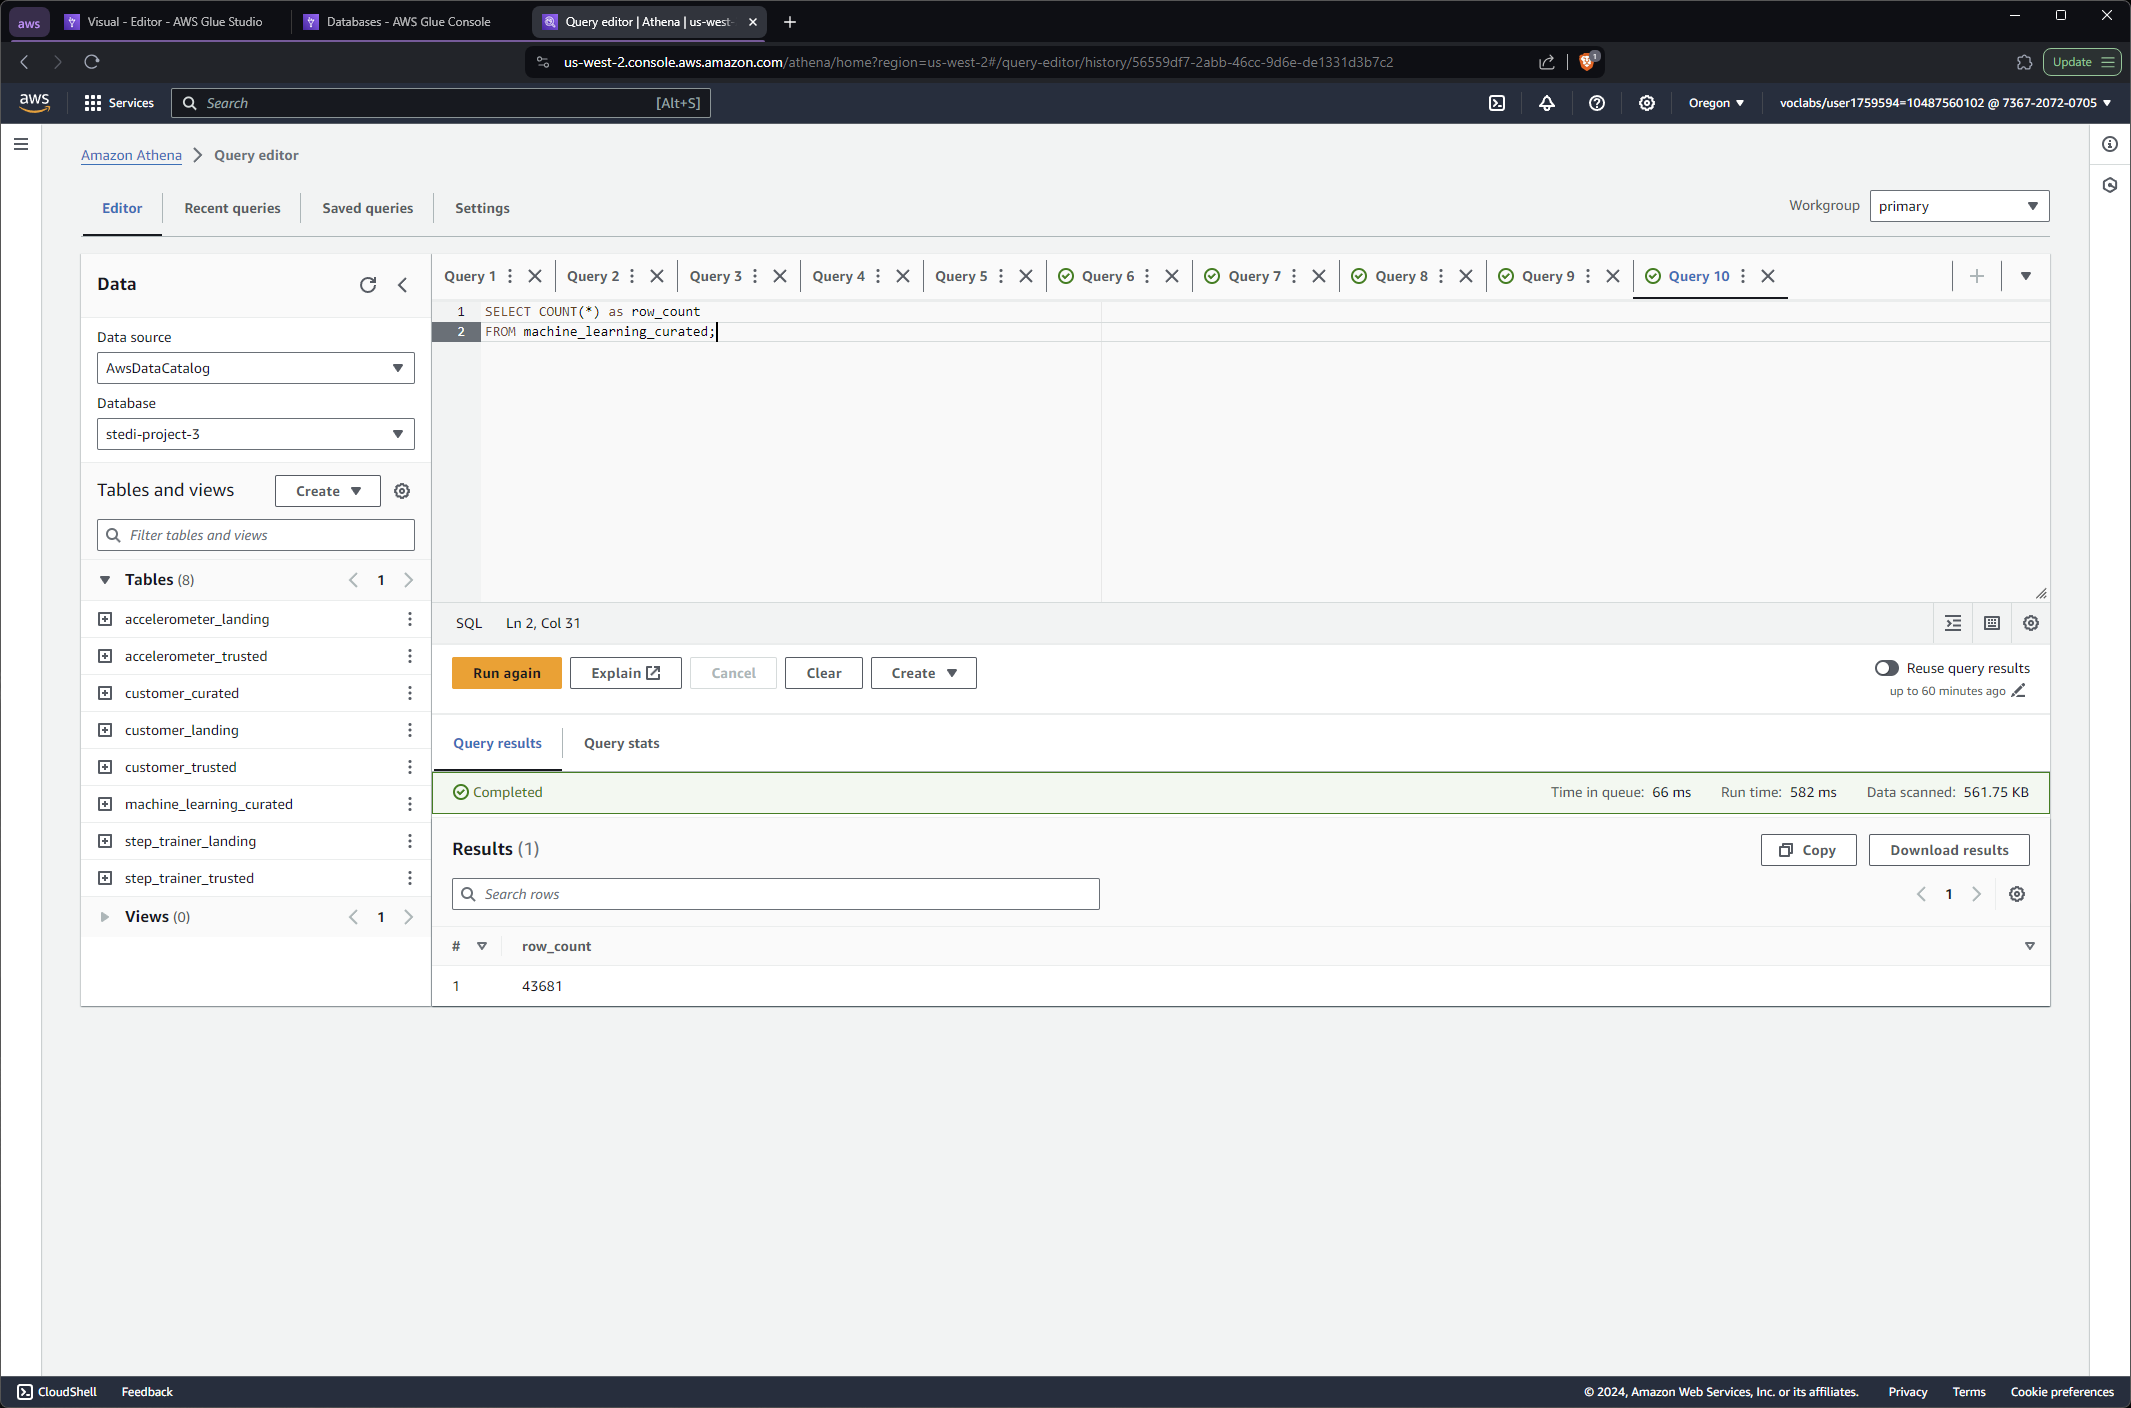 aws
Visual - Editor - AWS Glue Studio
Databases - AWS Glue Console
Query editor | Athena | us-west-
us-west-2.console.aws.amazon.com/athena/home?region=us-west-2#/query-editor/history/56559df7-2abb-46cc-9d6e-de1331d3b7c2
1
Update
aws
Services
Search
[Alt+S]
Oregon
voclabs/user1759594=10487560102 @ 7367-2072-0705
Amazon Athena
Query editor
Editor
Recent queries
Saved queries
Settings
Workgroup
primary
Data
Data source
AwsDataCatalog
Database
stedi-project-3
Tables and views
Create
Filter tables and views
Tables (8)
1
accelerometer_landing
accelerometer_trusted
customer_curated
customer_landing
customer_trusted
machine_learning_curated
step_trainer_landing
step_trainer_trusted
Views (0)
1
Query 1
Query 2
Query 3
Query 4
Query 5
Query 6
Query 7
Query 8
Query 9
Query 10
1 SELECT COUNT(*) as row_count
2 FROM machine_learning_curated;
SQL
Ln 2, Col 31
Run again
Explain
Cancel
Clear
Create
Reuse query results
up to 60 minutes ago
Query results
Query stats
Completed
Time in queue: 66 ms
Run time: 582 ms
Data scanned: 561.75 KB
Results (1)
Copy
Download results
Search rows
1
#
row_count
1
43681
CloudShell
Feedback
© 2024, Amazon Web Services, Inc. or its affiliates.
Privacy
Terms
Cookie preferences